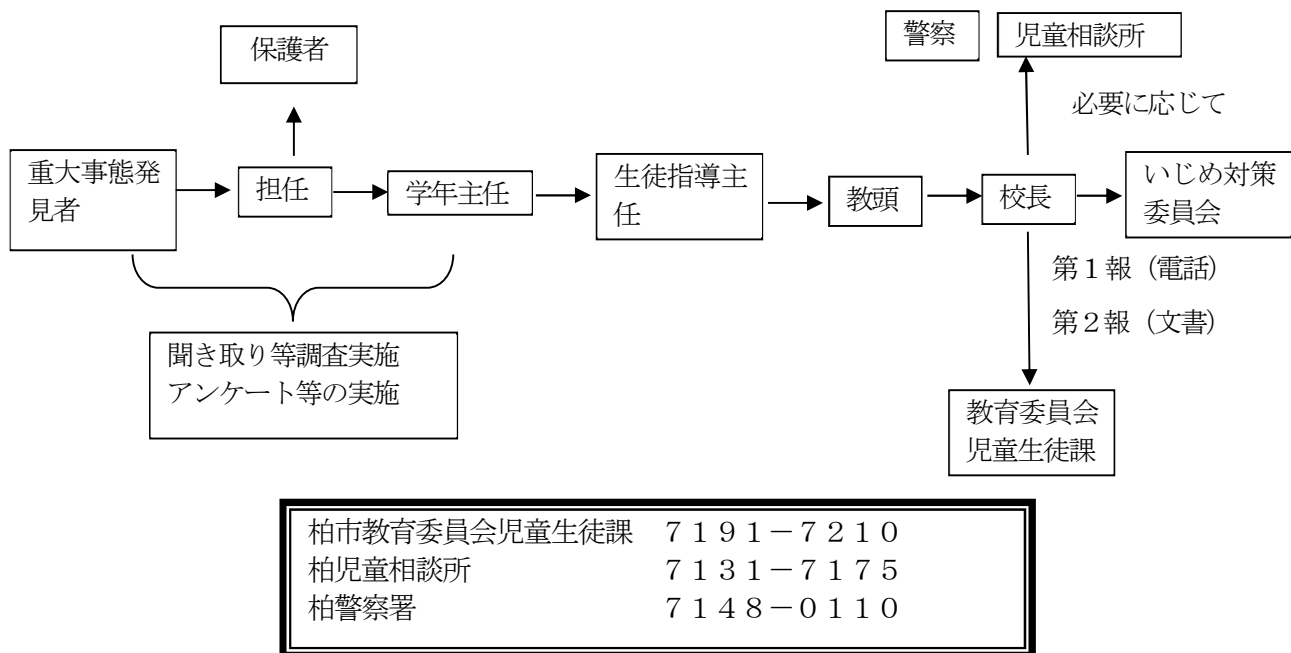 保護者
警察
児童相談所
必要に応じて
重大事態発
見者
担任
学年主任
生徒指導主
任
教頭
校長
いじめ対策
委員会
第１報（電話）
第２報（文書）
聞き取り等調査実施
アンケート等の実施
教育委員会
児童生徒課
柏市教育委員会児童生徒課　７１９１－７２１０
柏児童相談所　７１３１－７１７５
柏警察署　７１４８－０１１０